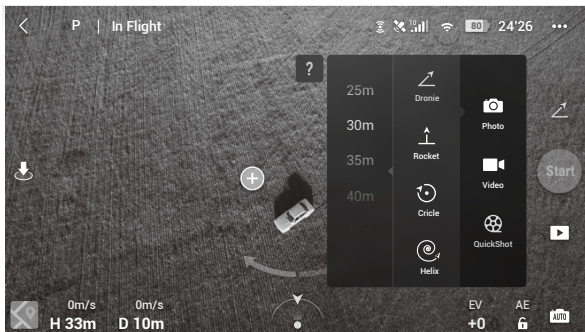 P | In Flight 10 80 24'26
?
25m
30m
35m
40m
Dronie
Rocket
Cricle
Helix
Photo
Video
QuickShot
Start
0m/s 0m/s
H 33m D 10m
EV AE
+0
AUTO